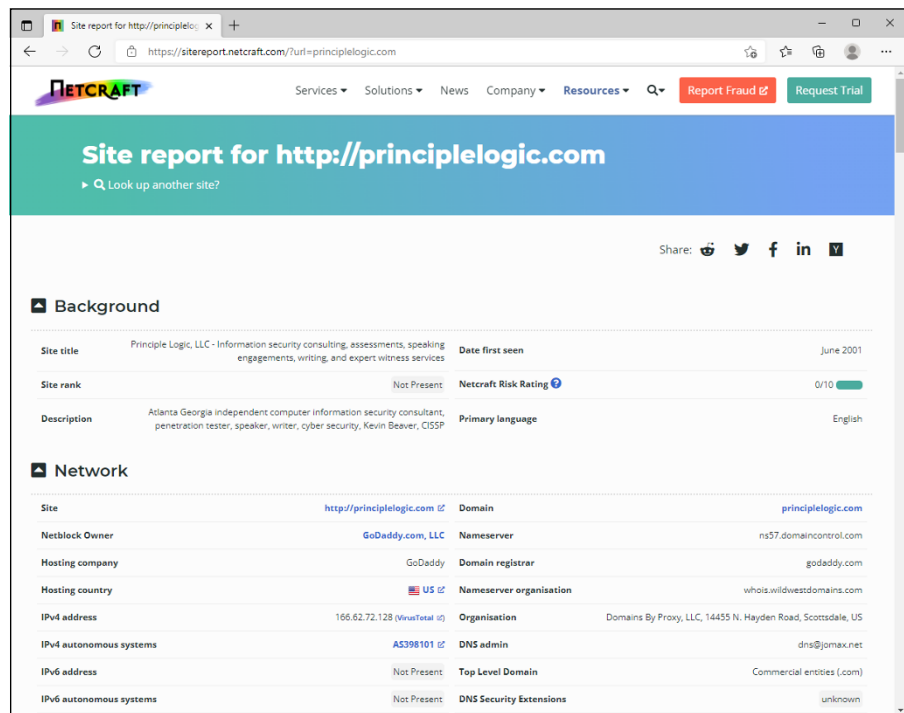 Site report for http://principlelog
https://sitereport.netcraft.com/?url=principlelogic.com
NETCRAFT
Services
Solutions
News
Company
Resources
Report Fraud
Request Trial
Site report for http://principlelogic.com
Look up another site?
Share:
Background
Site title
Principle Logic, LLC - Information security consulting, assessments, speaking
engagements, writing, and expert witness services
Date first seen
June 2001
Site rank
Not Present
Netcraft Risk Rating ?
0/10
Description
Atlanta Georgia independent computer information security consultant,
penetration tester, speaker, writer, cyber security, Kevin Beaver, CISSP
Primary language
English
Network
Site
http://principlelogic.com
Domain
principlelogic.com
Netblock Owner
GoDaddy.com, LLC
Nameserver
ns57.domaincontrol.com
Hosting company
GoDaddy
Domain registrar
godaddy.com
Hosting country
US
Nameserver organisation
whois.wildwestdomains.com
IPv4 address
166.62.72.128 (VirusTotal)
Organisation
Domains By Proxy, LLC, 14455 N. Hayden Road, Scottsdale, US
IPv4 autonomous systems
AS398101
DNS admin
dns@jomax.net
IPv6 address
Not Present
Top Level Domain
Commercial entities (.com)
IPv6 autonomous systems
Not Present
DNS Security Extensions
unknown